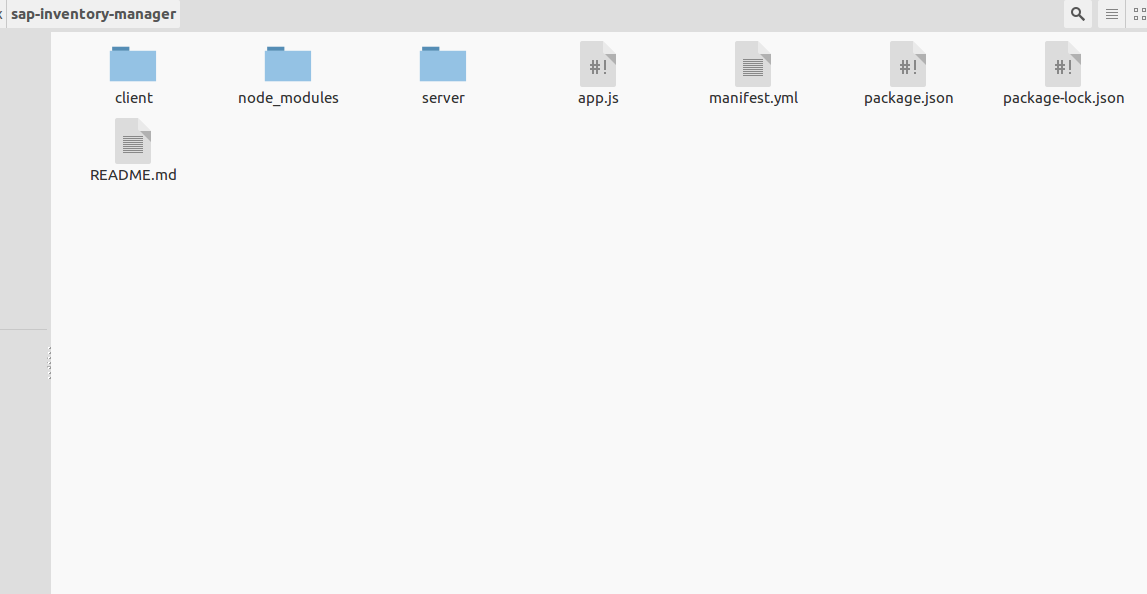 sap-inventory-manager
client
node_modules
server
app.js
manifest.yml
package.json
package-lock.json
README.md